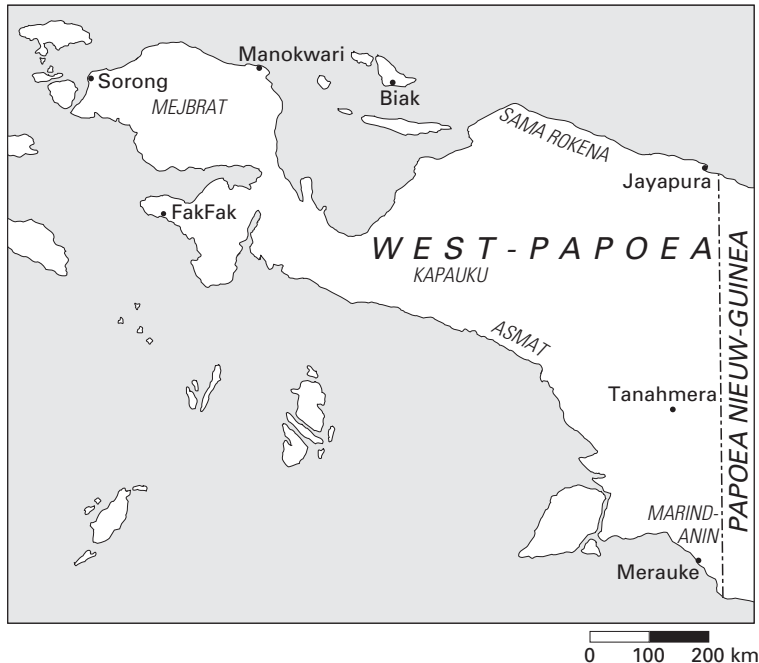 Manokwari
Sorong
MEJBRAT
Biak
SAMA ROKENA
Jayapura
FakFak
WEST-PAPOEA
KAPAUKU
PAPOEA NIEUW-GUINEA
ASMAT
Tanahmera
MARIND-
ANIN
Merauke
0 100 200 km